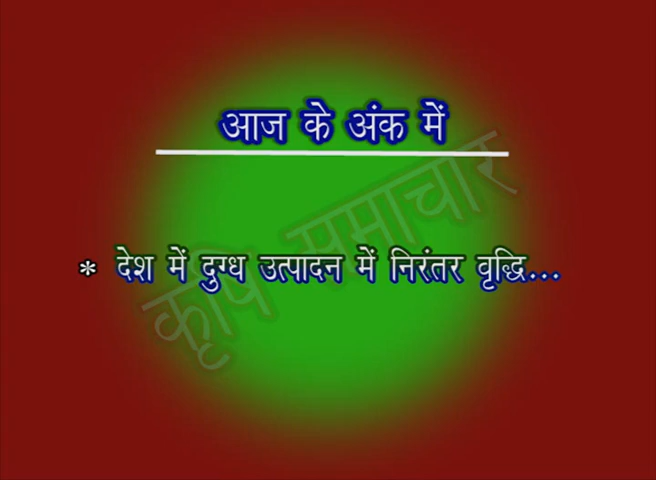 आज के अंक में
* देश में दुग्ध उत्पादन में निरंतर वृद्धि...
कृषि समाचार